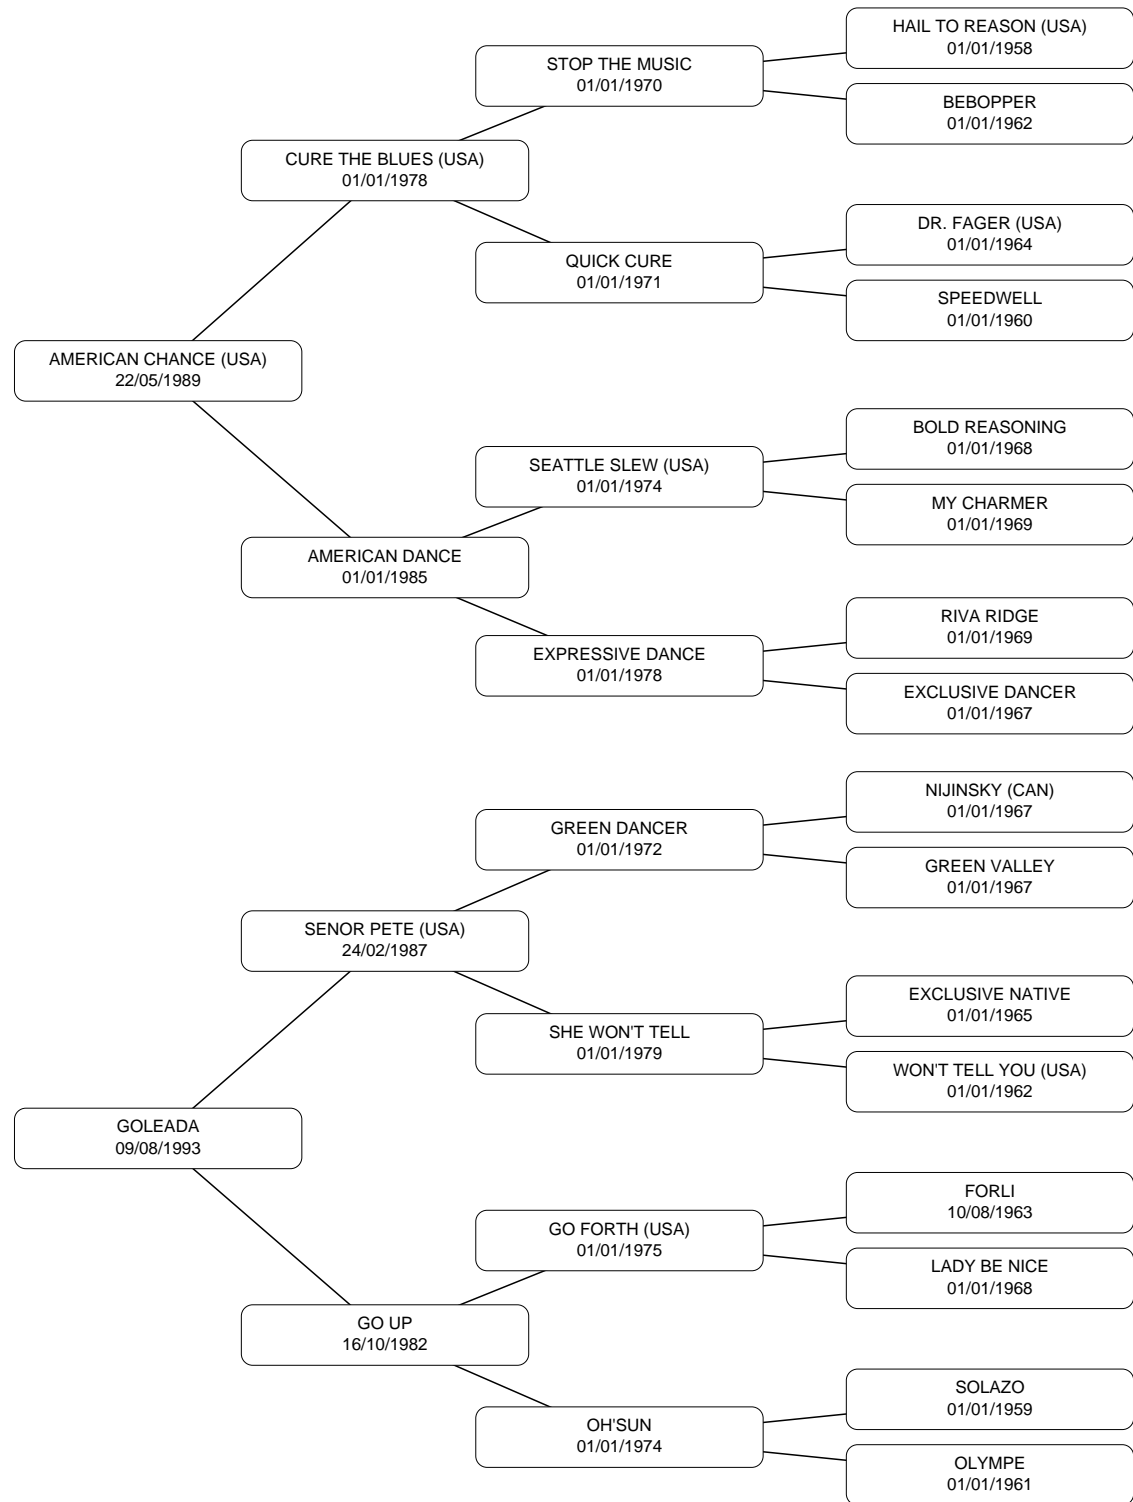 HAIL TO REASON (USA)
01/01/1958
STOP THE MUSIC
01/01/1970
BEBOPPER
01/01/1962
CURE THE BLUES (USA)
01/01/1978
DR. FAGER (USA)
01/01/1964
QUICK CURE
01/01/1971
SPEEDWELL
01/01/1960
AMERICAN CHANCE (USA)
22/05/1989
BOLD REASONING
01/01/1968
SEATTLE SLEW (USA)
01/01/1974
MY CHARMER
01/01/1969
AMERICAN DANCE
01/01/1985
RIVA RIDGE
01/01/1969
EXPRESSIVE DANCE
01/01/1978
EXCLUSIVE DANCER
01/01/1967
NIJINSKY (CAN)
01/01/1967
GREEN DANCER
01/01/1972
GREEN VALLEY
01/01/1967
SENOR PETE (USA)
24/02/1987
EXCLUSIVE NATIVE
01/01/1965
SHE WON'T TELL
01/01/1979
WON'T TELL YOU (USA)
01/01/1962
GOLEADA
09/08/1993
FORLI
10/08/1963
GO FORTH (USA)
01/01/1975
LADY BE NICE
01/01/1968
GO UP
16/10/1982
SOLAZO
01/01/1959
OH'SUN
01/01/1974
OLYMPE
01/01/1961